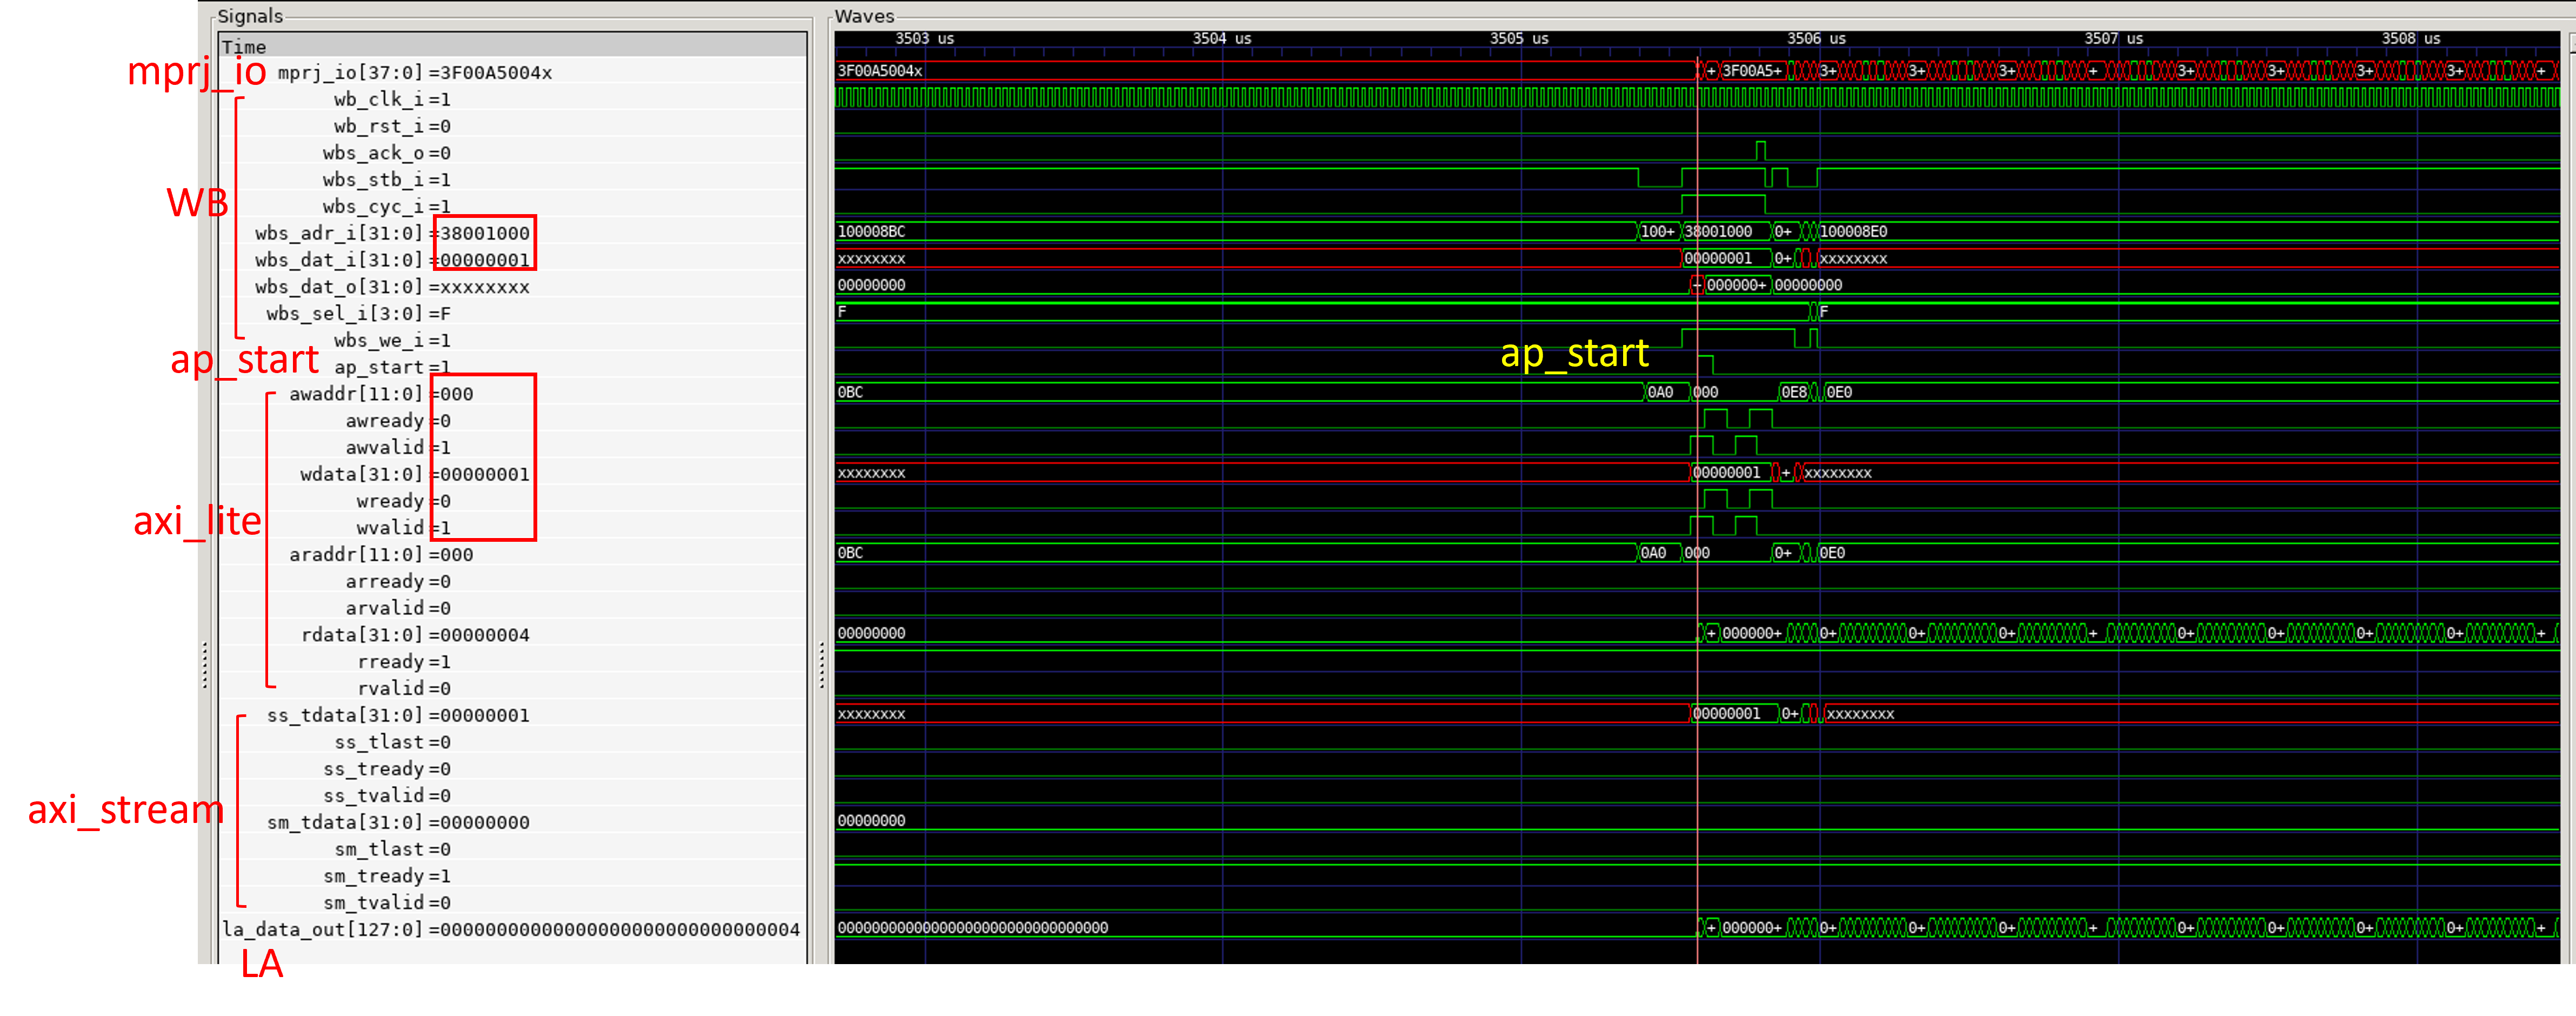 Signals
Waves
Time
3503 us 3504 us 3505 us 3506 us 3507 us 3508 us
mprj_io mprj_io[37:0] =3F00A5004x 3F00A5004x + 3F00A5+ 3+ 3+ 3+ + 3+ 3+ 3+ 3+ +
wb_clk_i =1
wb_rst_i =0
wbs_ack_o =0
wbs_stb_i =1
WB
wbs_cyc_i =1
wbs_adr_i[31:0] =38001000 100008BC 100+ 38001000 0+ 100008E0
wbs_dat_i[31:0] =00000001 xxxxxxxx 00000001 0+ xxxxxxxx
wbs_dat_o[31:0] =xxxxxxxx 00000000 + 000000+ 00000000
wbs_sel_i[3:0] =F F F
wbs_we_i =1
ap_start ap_start =1 ap_start
awaddr[11:0] =000 0BC 0A0 000 0E8 0E0
awready =0
awvalid =1
wdata[31:0] =00000001 xxxxxxxx 00000001 + xxxxxxxx
wready =0
axi_lite
wvalid =1
araddr[11:0] =000 0BC 0A0 000 0+ 0E0
arready =0
arvalid =0
rdata[31:0] =00000004 00000000 + 000000+ 0+ 0+ 0+ + 0+ 0+ 0+ 0+ +
rready =1
rvalid =0
ss_tdata[31:0] =00000001 xxxxxxxx 00000001 0+ xxxxxxxx
ss_tlast =0
ss_tready =0
ss_tvalid =0
axi_stream
sm_tdata[31:0] =00000000 00000000
sm_tlast =0
sm_tready =1
sm_tvalid =0
la_data_out[127:0] =00000000000000000000000000000004 00000000000000000000000000000000 + 000000+ 0+ 0+ 0+ + 0+ 0+ 0+ 0+ +
LA